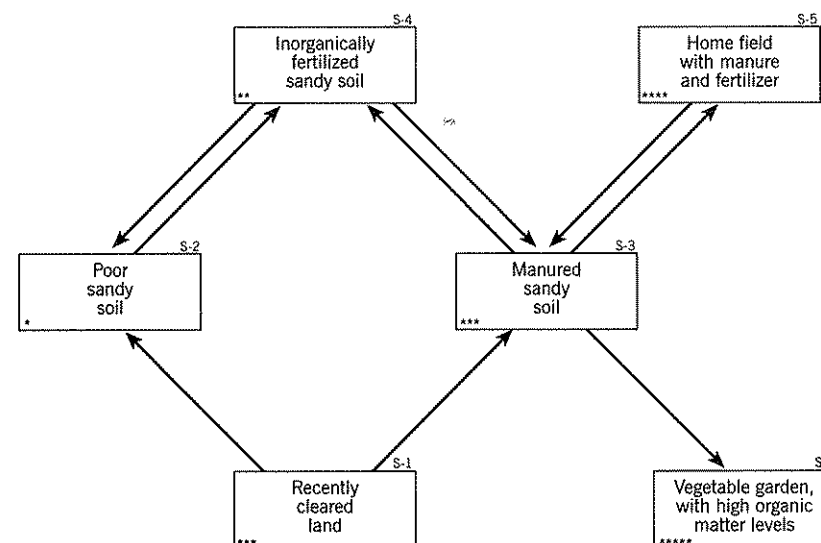 S-4
Inorganically
fertilized
sandy soil
**
S-5
Home field
with manure
and fertilizer
****
S-2
Poor
sandy
soil
*
S-3
Manured
sandy
soil
***
S-1
Recently
cleared
land
***
S
Vegetable garden,
with high organic
matter levels
*****